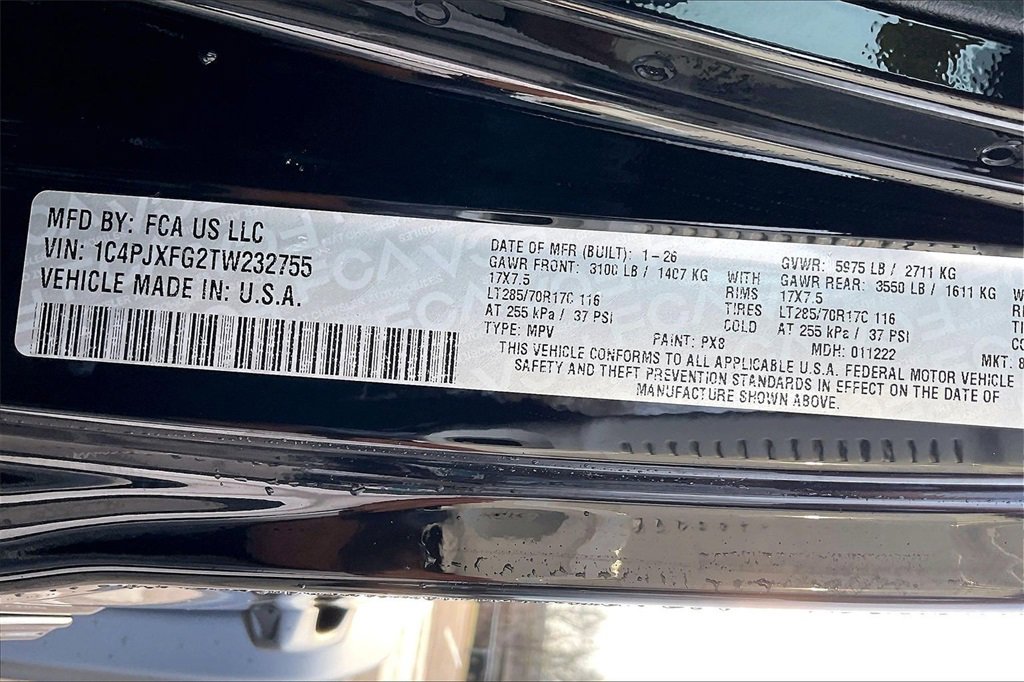 MFD BY: FCA US LLC
VIN: 1C4PJXFG2TW232755
VEHICLE MADE IN: U.S.A.
DATE OF MFR (BUILT): 1-26 GVWR: 5975 LB / 2711 KG
GAWR FRONT: 3100 LB / 1407 KG WITH GAWR REAR: 3550 LB / 1611 KG
17X7.5 RIMS 17X7.5
LT285/70R17C 116 TIRES LT285/70R17C 116
AT 255 kPa / 37 PSI COLD AT 255 kPa / 37 PSI
TYPE: MPV PAINT: PX8 MDH: 011222 MKT: 8
THIS VEHICLE CONFORMS TO ALL APPLICABLE U.S.A. FEDERAL MOTOR VEHICLE
SAFETY AND THEFT PREVENTION STANDARDS IN EFFECT ON THE DATE OF
MANUFACTURE SHOWN ABOVE.